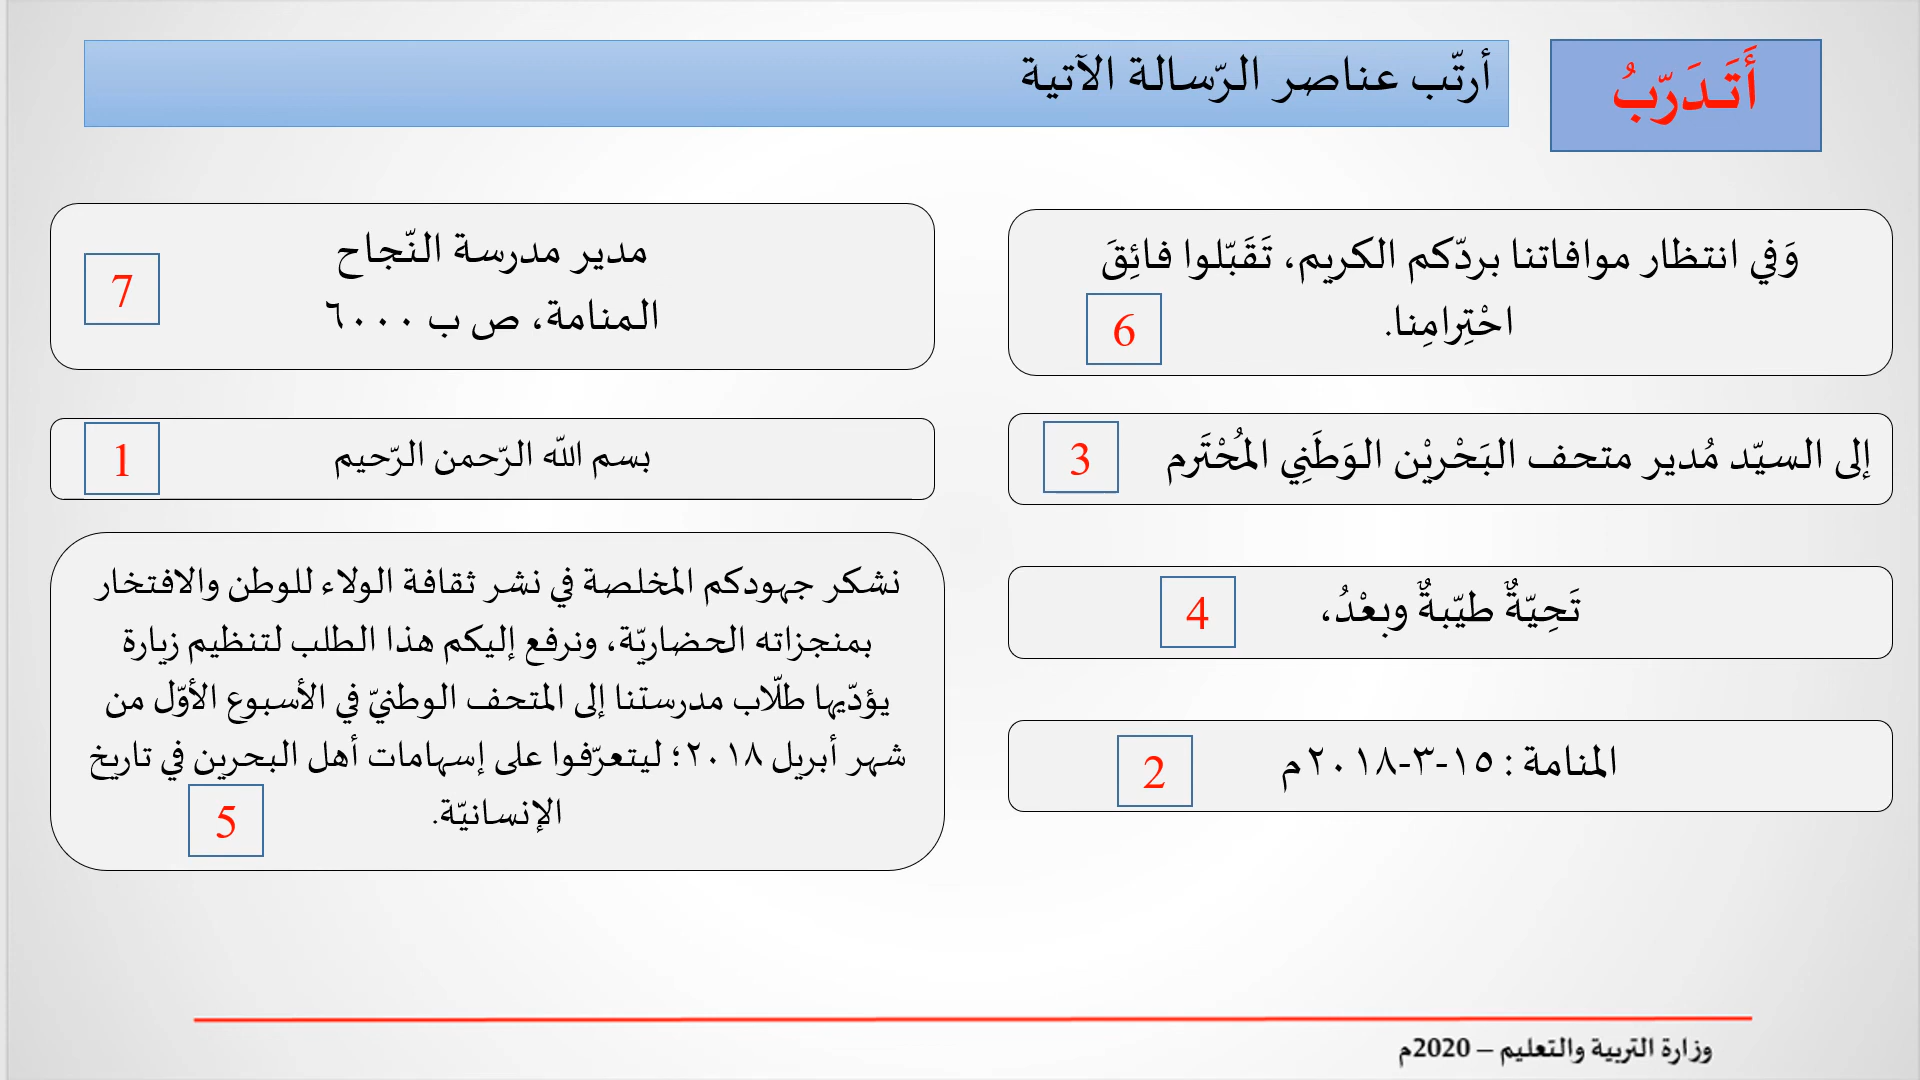 أَتَدَرّبُ
أرتّب عناصر الرّسالة الآتية
وَفي انتظار موافاتنا بردّكم الكريم، تَقَبّلوا فائِقَ
احْتِرامِنا.
6
مدير مدرسة النّجاح
المنامة، ص ب ٦٠٠٠
7
إلى السيّد مُدير متحف البَحْريْن الوَطَنِي المُحْتَرم
3
بسم الله الرّحمن الرّحيم
1
تَحِيّةٌ طيّبةٌ وبعْدُ،
4
نشكر جهودكم المخلصة في نشر ثقافة الولاء للوطن والافتخار
بمنجزاته الحضاريّة، ونرفع إليكم هذا الطلب لتنظيم زيارة
يؤدّيها طلّاب مدرستنا إلى المتحف الوطنيّ في الأسبوع الأوّل من
شهر أبريل ٢٠١٨؛ ليتعرّفوا على إسهامات أهل البحرين في تاريخ
الإنسانيّة.
5
المنامة : ١٥-٣-٢٠١٨م
2
وزارة التربية والتعليم – 2020م